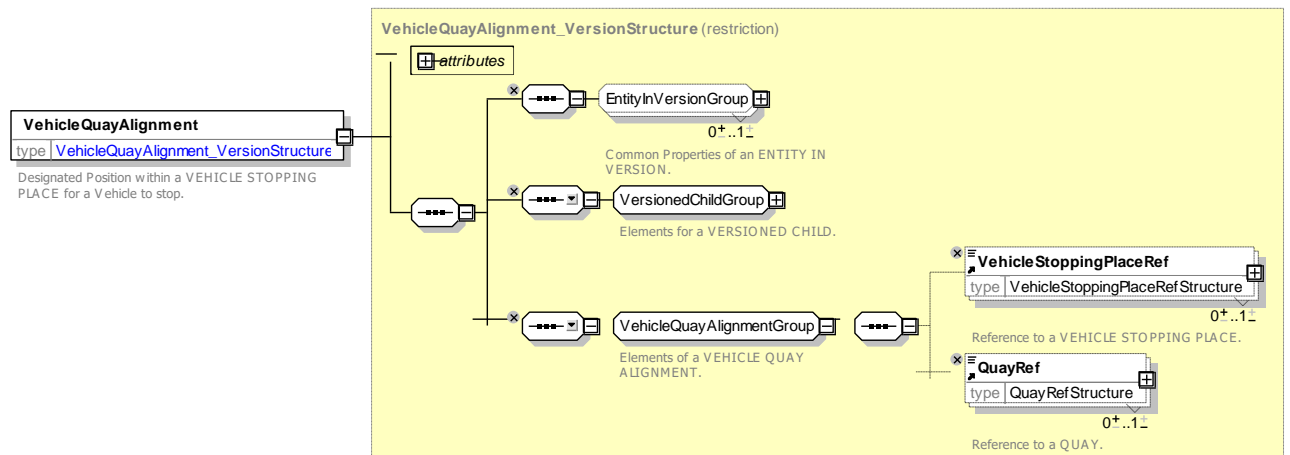 VehicleQuayAlignment_VersionStructure (restriction)
attributes
EntityInVersionGroup
0+..1+
Common Properties of an ENTITY IN
VERSION.
VehicleQuayAlignment
type VehicleQuayAlignment_VersionStructure
Designated Position within a VEHICLE STOPPING
PLACE for a Vehicle to stop.
VersionedChildGroup
Elements for a VERSIONED CHILD.
VehicleStoppingPlaceRef
type VehicleStoppingPlaceRefStructure
0+..1+
Reference to a VEHICLE STOPPING PLACE.
VehicleQuayAlignmentGroup
Elements of a VEHICLE QUAY
ALIGNMENT.
QuayRef
type QuayRefStructure
0+..1+
Reference to a QUAY.